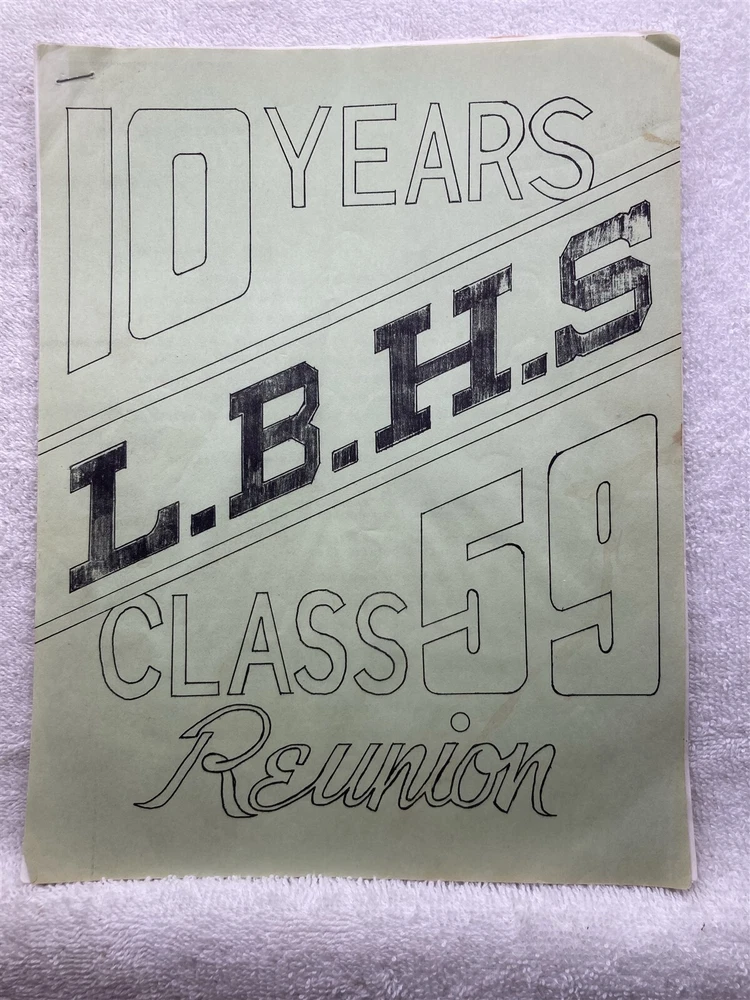 10 YEARS
L.B.H.S
CLASS 59
Reunion